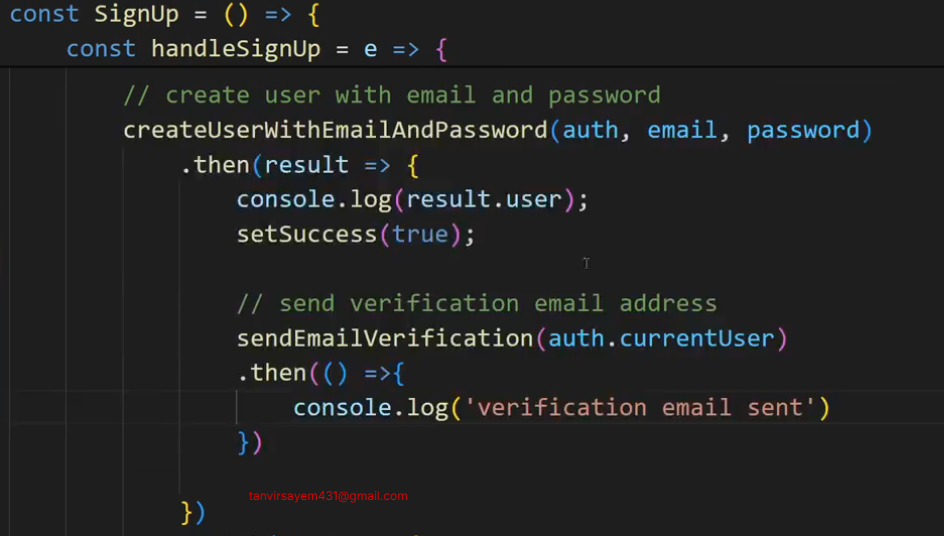 const SignUp = () => {
const handleSignUp = e => {
// create user with email and password
createUserWithEmailAndPassword(auth, email, password)
.then(result => {
console.log(result.user);
setSuccess(true);
// send verification email address
sendEmailVerification(auth.currentUser)
.then(() =>{
console.log('verification email sent')
})
tanvirsayem431@gmail.com
})